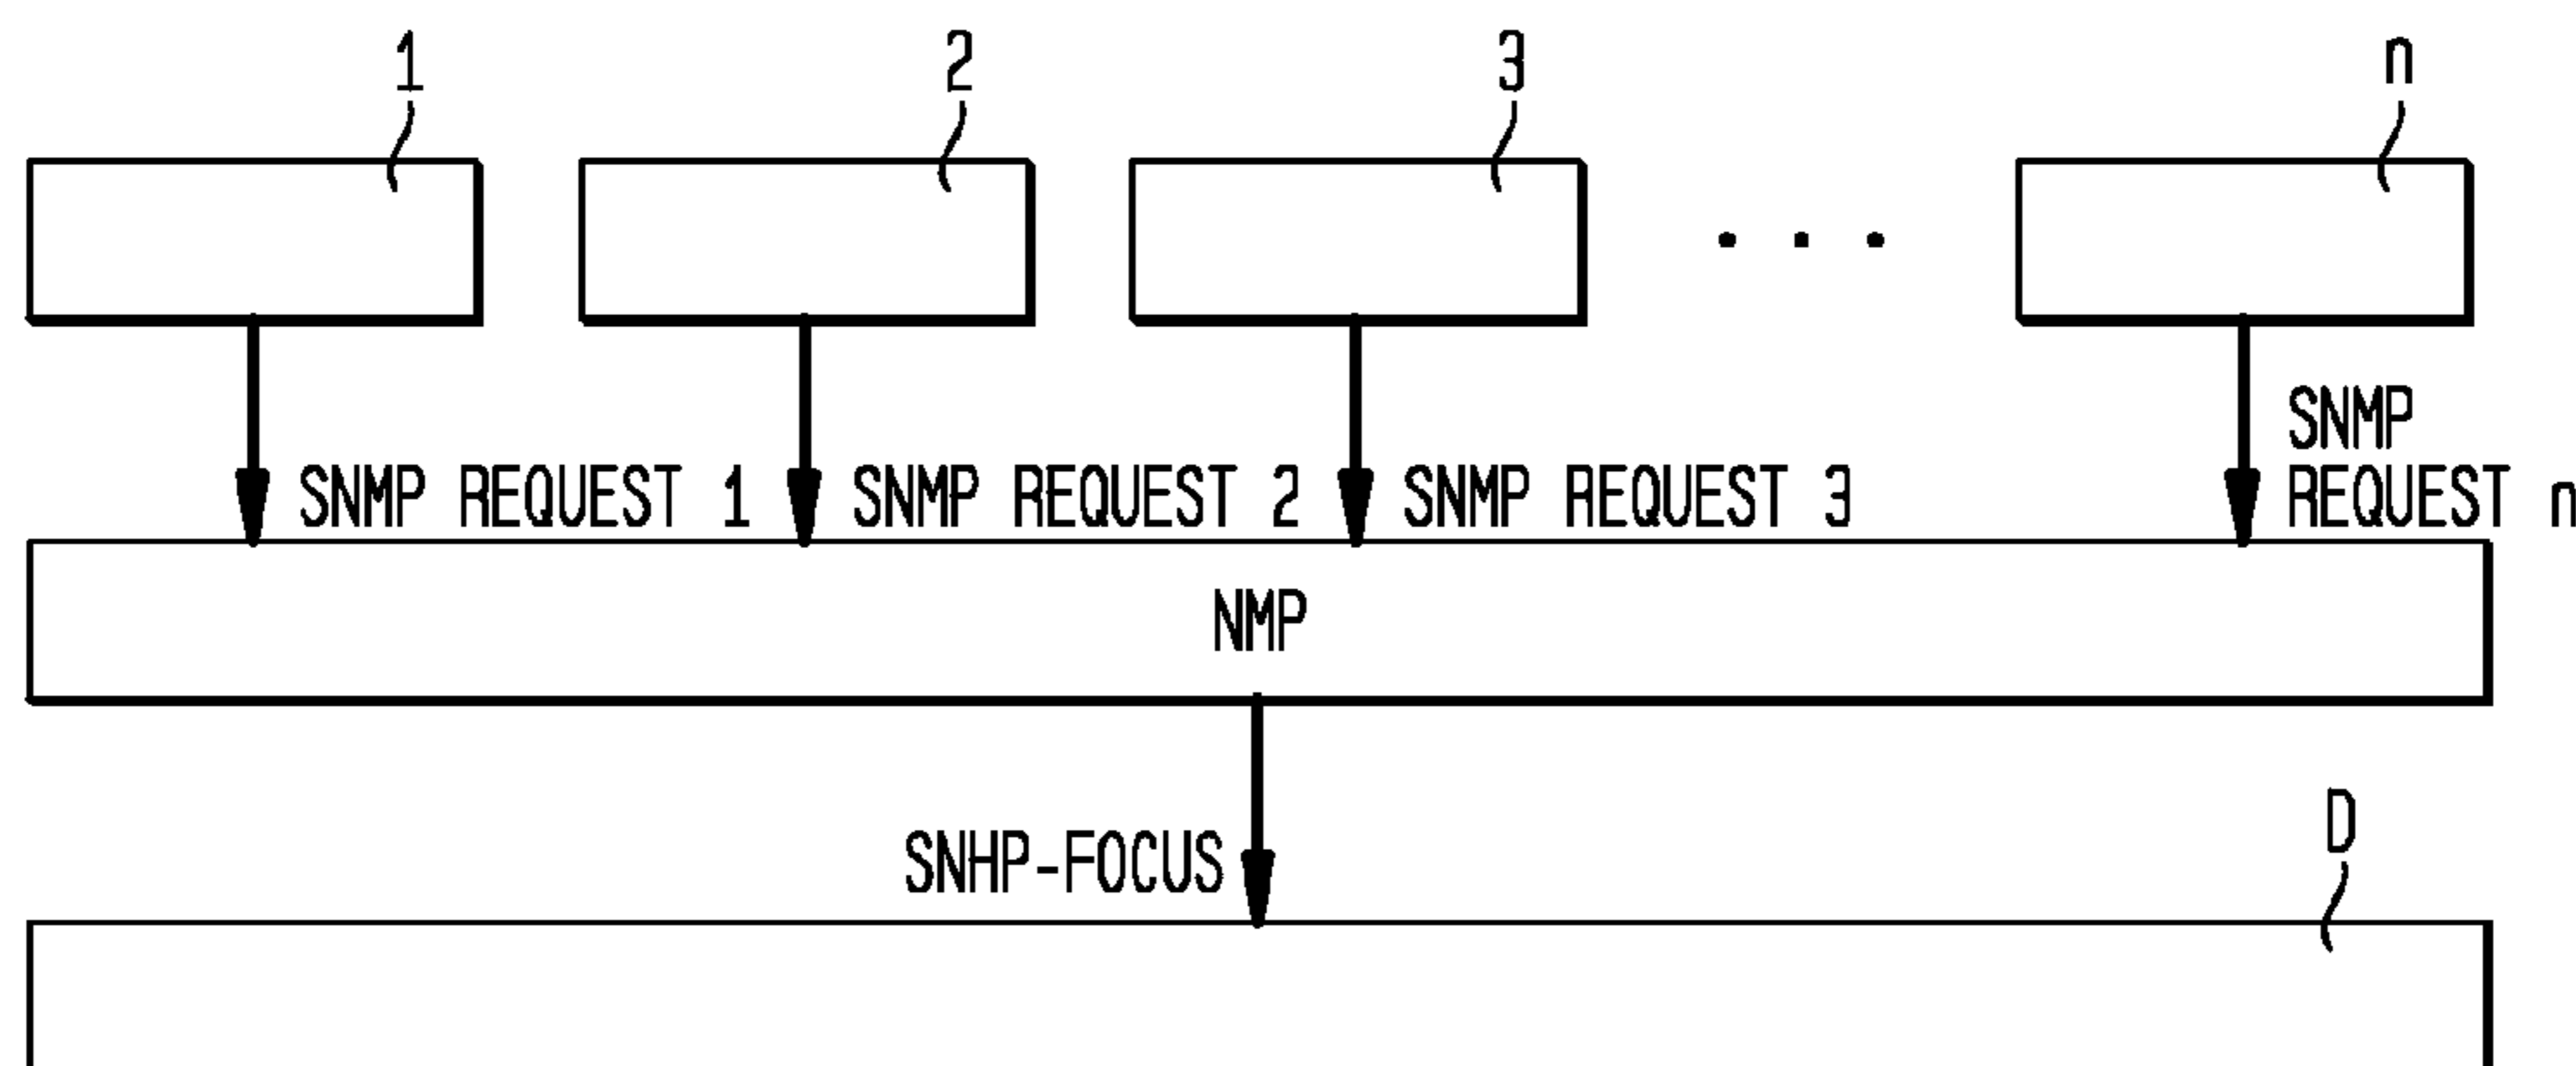 1
2
3
n
SNMP
SNMP REQUEST 1
SNMP REQUEST 2
SNMP REQUEST 3
REQUEST n
NMP
D
SNHP-FOCUS